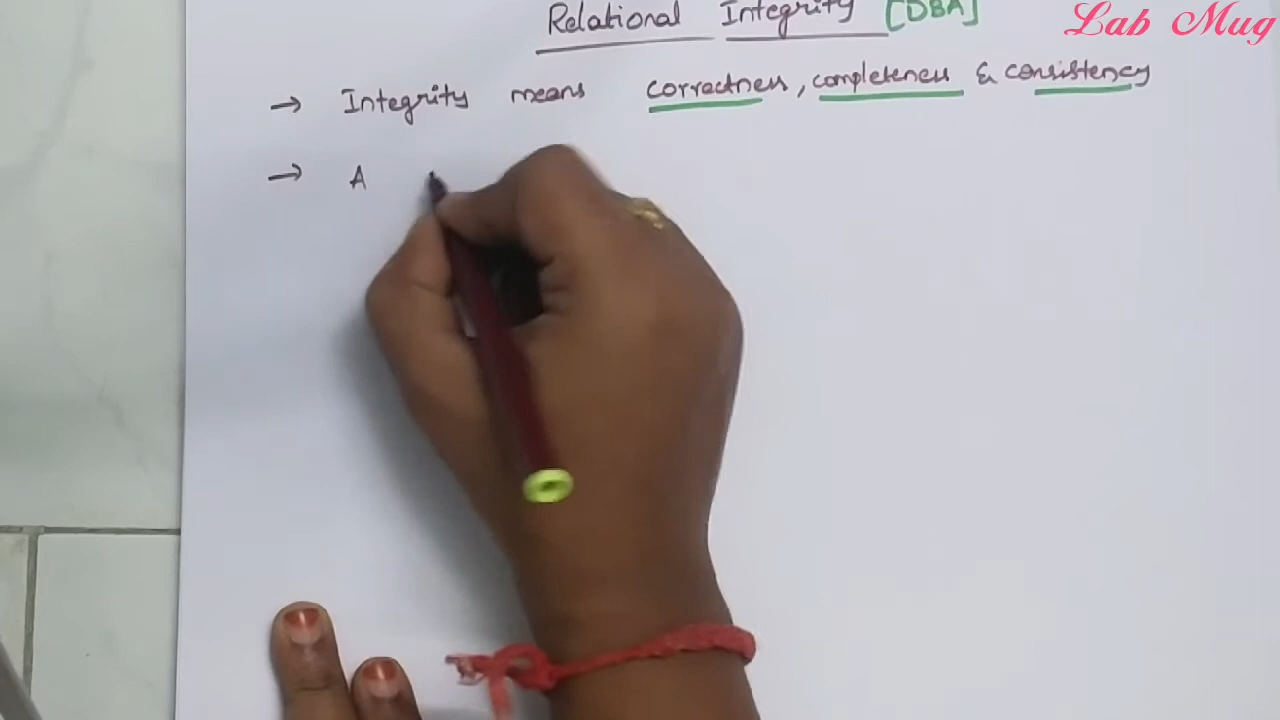 Relational Integrity [DBA]
Lab Mug
→ Integrity means correctness, completeness & consistency
→ A